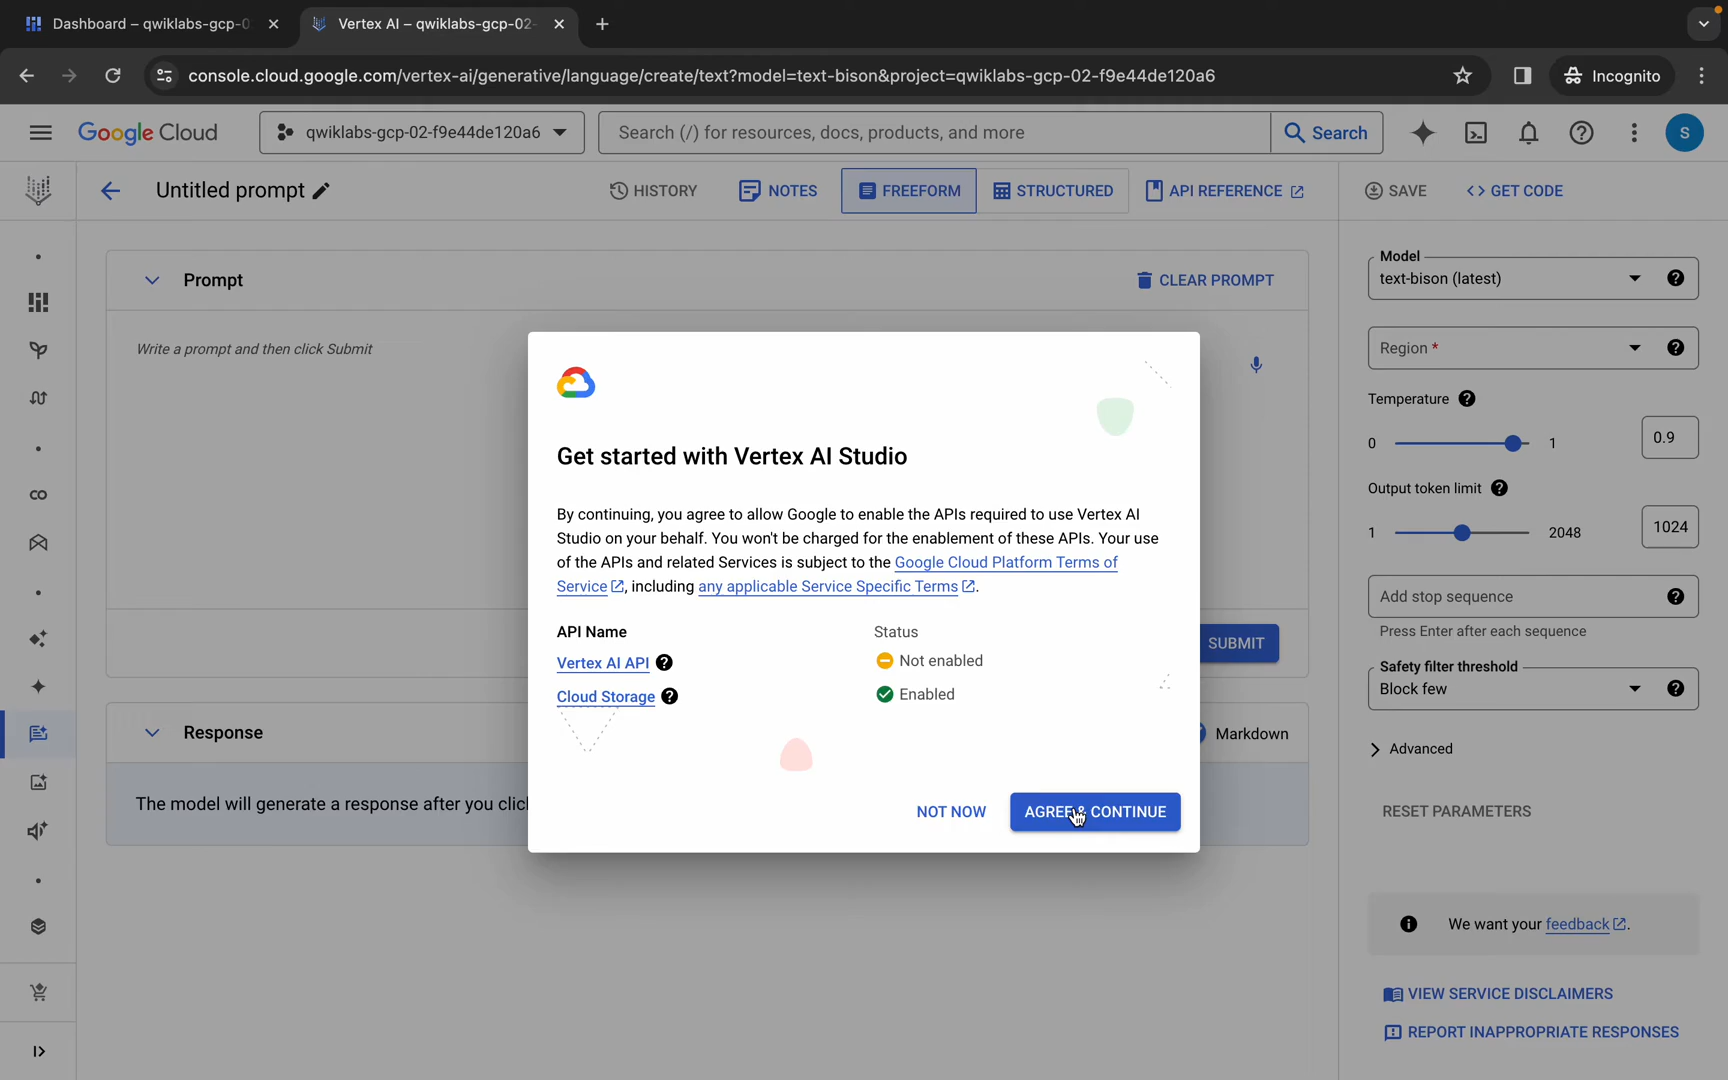 Dashboard – qwiklabs-gcp-0
Vertex AI – qwiklabs-gcp-02-
console.cloud.google.com/vertex-ai/generative/language/create/text?model=text-bison&project=qwiklabs-gcp-02-f9e44de120a6
Incognito
Google Cloud
qwiklabs-gcp-02-f9e44de120a6
Search (/) for resources, docs, products, and more
Search
S
Untitled prompt
HISTORY
NOTES
FREEFORM
STRUCTURED
API REFERENCE
SAVE
<> GET CODE
Prompt
CLEAR PROMPT
Write a prompt and then click Submit
SUBMIT
Response
Markdown
The model will generate a response after you clic
Get started with Vertex AI Studio
By continuing, you agree to allow Google to enable the APIs required to use Vertex AI
Studio on your behalf. You won't be charged for the enablement of these APIs. Your use
of the APIs and related Services is subject to the Google Cloud Platform Terms of
Service, including any applicable Service Specific Terms.
API Name Status
Vertex AI API Not enabled
Cloud Storage Enabled
NOT NOW
AGREE & CONTINUE
Model
text-bison (latest)
Region *
Temperature
0 1 0.9
Output token limit
1 2048 1024
Add stop sequence
Press Enter after each sequence
Safety filter threshold
Block few
Advanced
RESET PARAMETERS
We want your feedback.
VIEW SERVICE DISCLAIMERS
REPORT INAPPROPRIATE RESPONSES